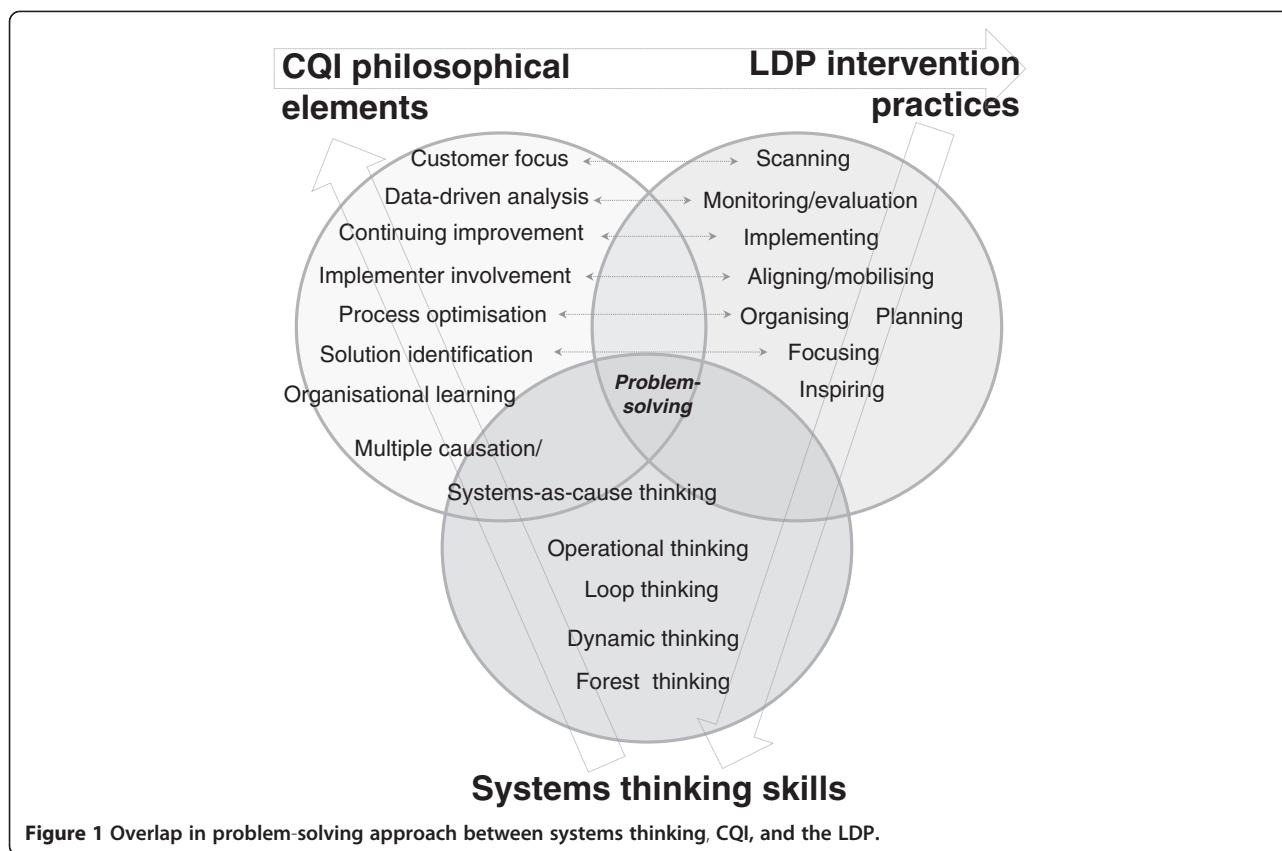 CQI philosophical
elements
LDP intervention
practices
Customer focus
Scanning
Data-driven analysis
Monitoring/evaluation
Continuing improvement
Implementing
Implementer involvement
Aligning/mobilising
Process optimisation
Organising Planning
Solution identification
Focusing
Organisational learning
Problem-
solving
Inspiring
Multiple causation/
Systems-as-cause thinking
Operational thinking
Loop thinking
Dynamic thinking
Forest thinking
Systems thinking skills
Figure 1 Overlap in problem-solving approach between systems thinking, CQI, and the LDP.